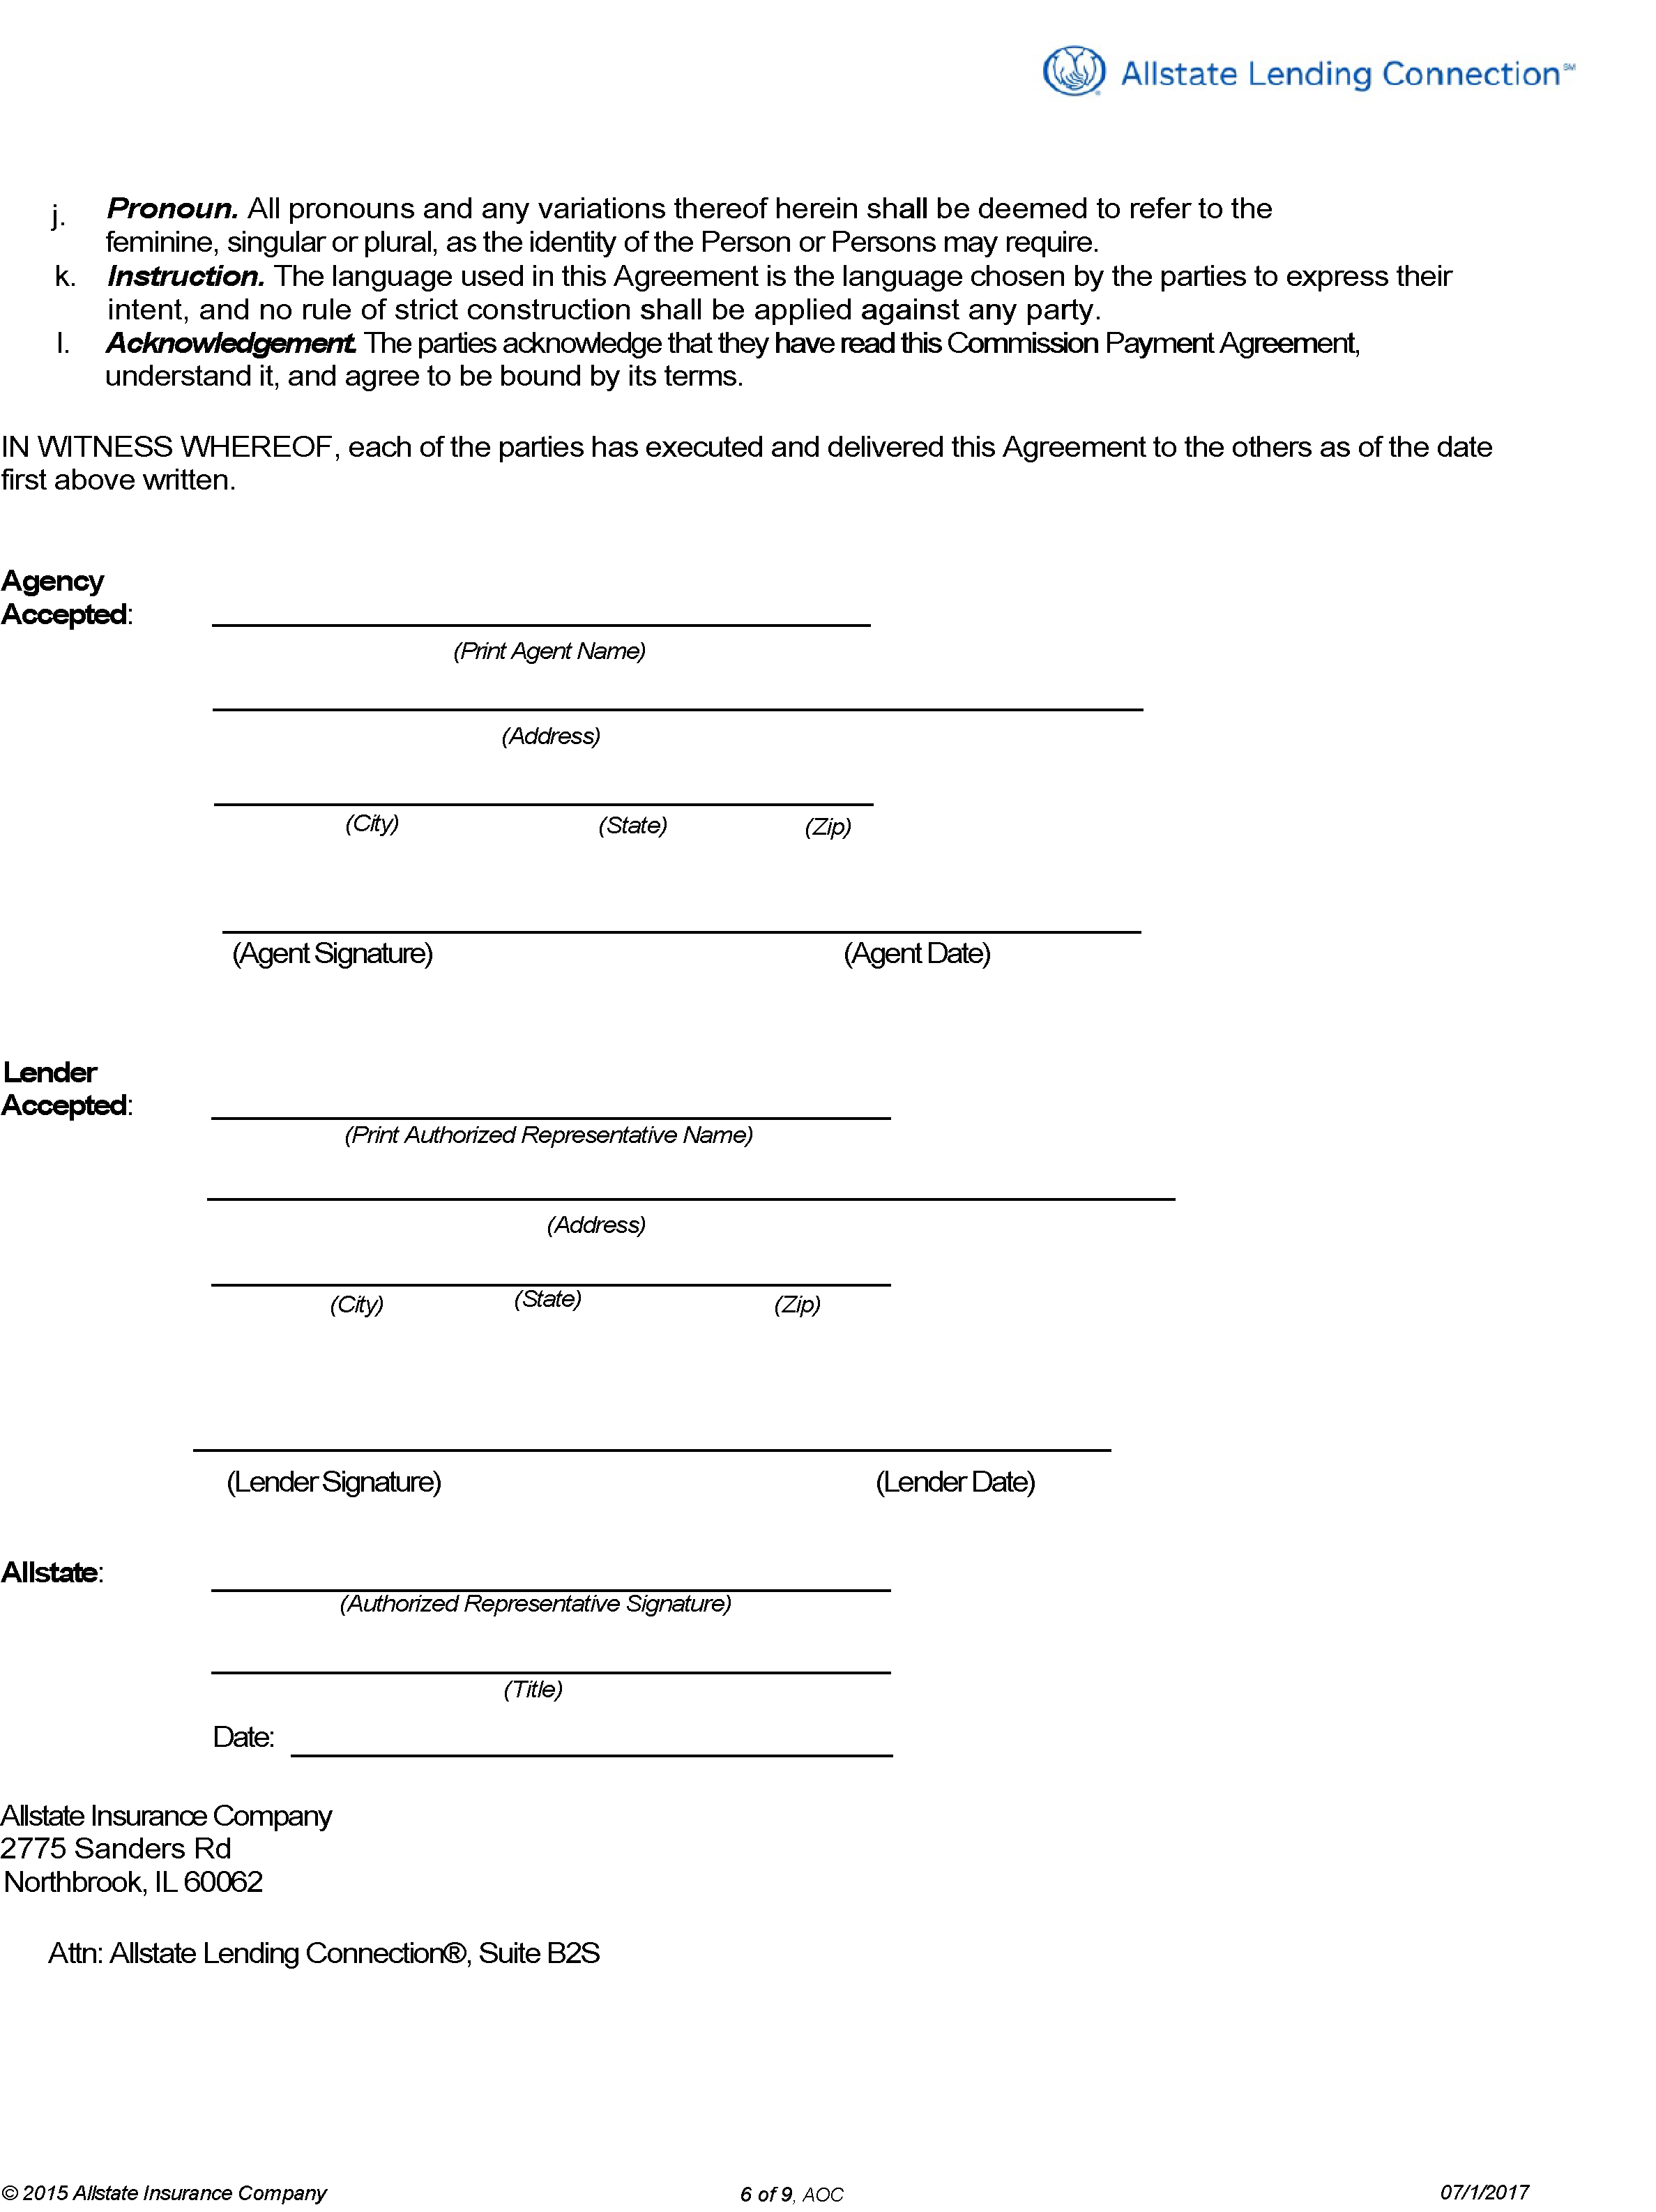 Allstate Lending Connection℠
j. Pronoun. All pronouns and any variations thereof herein shall be deemed to refer to the
feminine, singular or plural, as the identity of the Person or Persons may require.
k. Instruction. The language used in this Agreement is the language chosen by the parties to express their
intent, and no rule of strict construction shall be applied against any party.
l. Acknowledgement. The parties acknowledge that they have read this Commission Payment Agreement,
understand it, and agree to be bound by its terms.
IN WITNESS WHEREOF, each of the parties has executed and delivered this Agreement to the others as of the date
first above written.
Agency
Accepted:
(Print Agent Name)
(Address)
(City) (State) (Zip)
(Agent Signature) (Agent Date)
Lender
Accepted:
(Print Authorized Representative Name)
(Address)
(City) (State) (Zip)
(Lender Signature) (Lender Date)
Allstate:
(Authorized Representative Signature)
(Title)
Date:
Allstate Insurance Company
2775 Sanders Rd
Northbrook, IL 60062
Attn: Allstate Lending Connection®, Suite B2S
© 2015 Allstate Insurance Company 6 of 9, AOC 07/1/2017